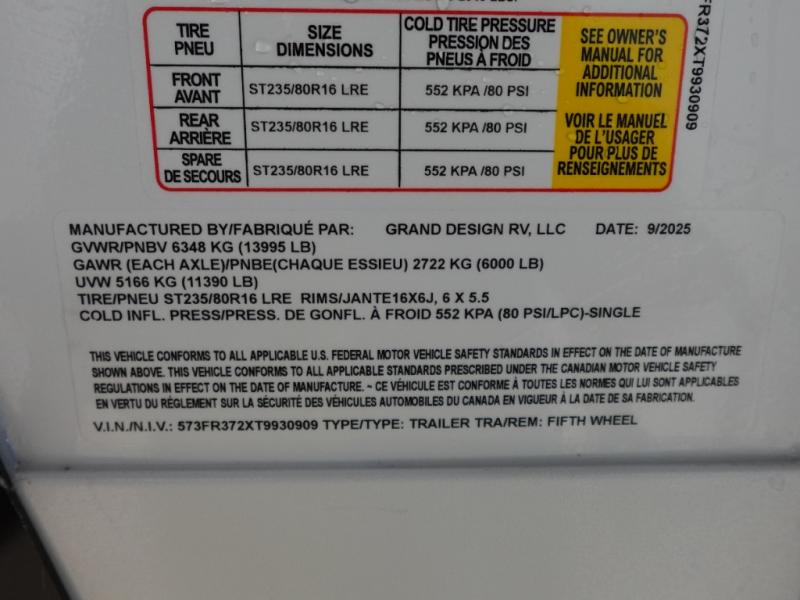 TIRE PNEU SIZE DIMENSIONS COLD TIRE PRESSURE PRESSION DES PNEUS À FROID
FRONT AVANT ST235/80R16 LRE 552 KPA /80 PSI
REAR ARRIÈRE ST235/80R16 LRE 552 KPA /80 PSI
SPARE DE SECOURS ST235/80R16 LRE 552 KPA /80 PSI
SEE OWNER'S
MANUAL FOR
ADDITIONAL
INFORMATION
VOIR LE MANUEL
DE L'USAGER
POUR PLUS DE
RENSEIGNEMENTS
FR372XT9930909
MANUFACTURED BY/FABRIQUÉ PAR: GRAND DESIGN RV, LLC DATE: 9/2025
GVWR/PNBV 6348 KG (13995 LB)
GAWR (EACH AXLE)/PNBE(CHAQUE ESSIEU) 2722 KG (6000 LB)
UVW 5166 KG (11390 LB)
TIRE/PNEU ST235/80R16 LRE RIMS/JANTE16X6J, 6 X 5.5
COLD INFL. PRESS/PRESS. DE GONFL. À FROID 552 KPA (80 PSI/LPC)-SINGLE
THIS VEHICLE CONFORMS TO ALL APPLICABLE U.S. FEDERAL MOTOR VEHICLE SAFETY STANDARDS IN EFFECT ON THE DATE OF MANUFACTURE
SHOWN ABOVE. THIS VEHICLE CONFORMS TO ALL APPLICABLE STANDARDS PRESCRIBED UNDER THE CANADIAN MOTOR VEHICLE SAFETY
REGULATIONS IN EFFECT ON THE DATE OF MANUFACTURE. ~ CE VÉHICULE EST CONFORME À TOUTES LES NORMES QUI LUI SONT APPLICABLES
EN VERTU DU RÈGLEMENT SUR LA SÉCURITÉ DES VÉHICULES AUTOMOBILES DU CANADA EN VIGUEUR À LA DATE DE SA FABRICATION.
V.I.N./N.I.V.: 573FR372XT9930909 TYPE/TYPE: TRAILER TRA/REM: FIFTH WHEEL